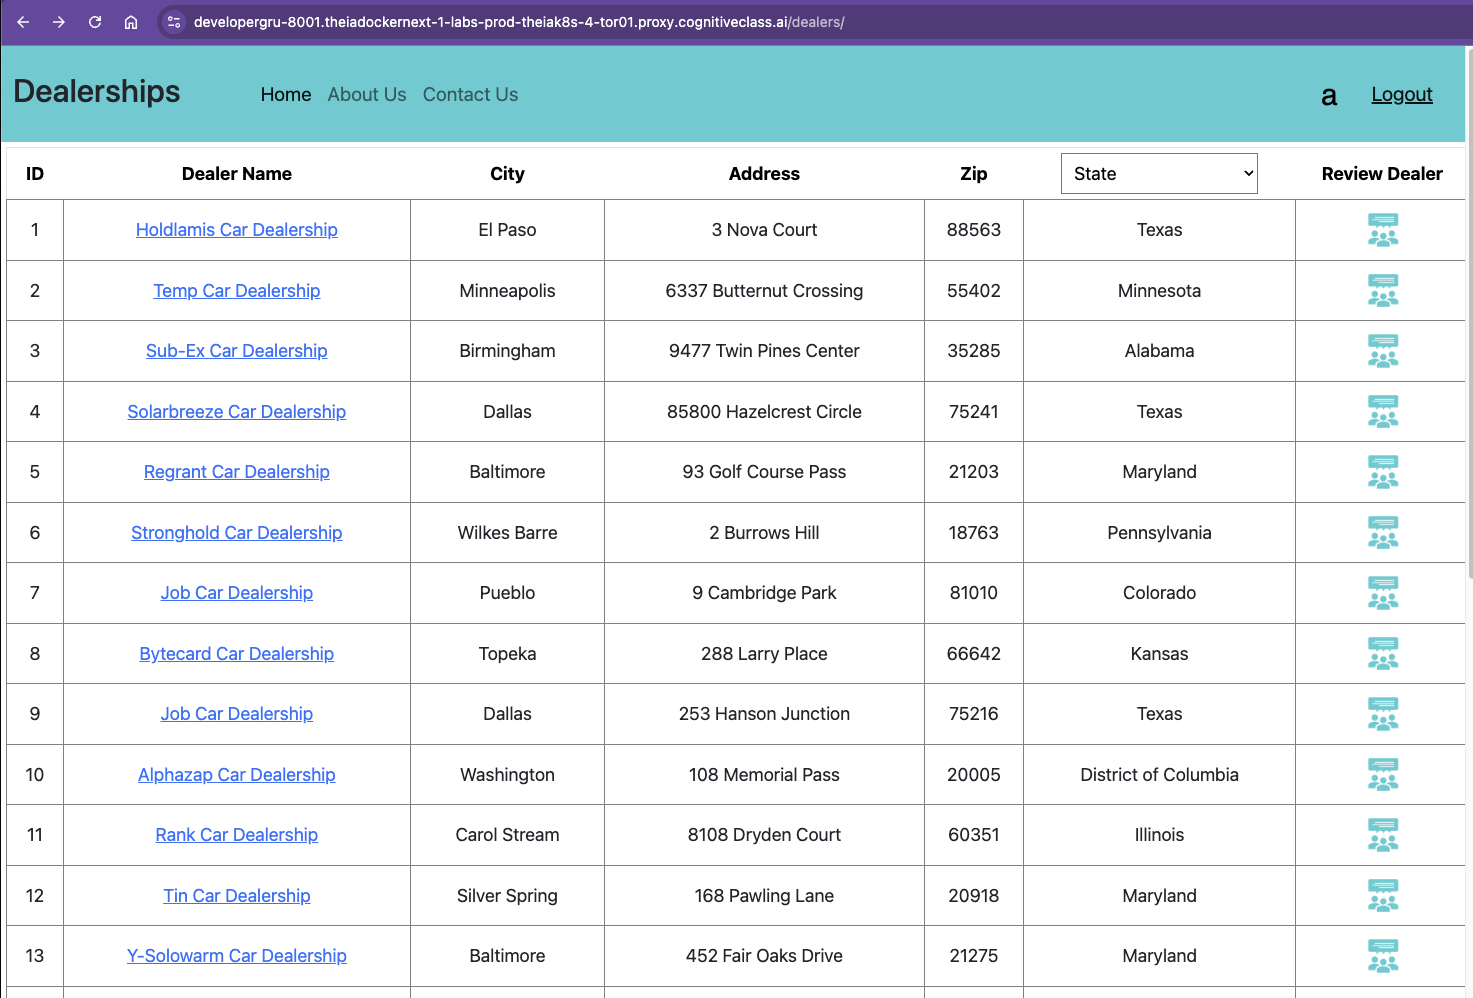 developergru-8001.theiadockernext-1-labs-prod-theiak8s-4-tor01.proxy.cognitiveclass.ai/dealers/
Dealerships Home About Us Contact Us a Logout
ID Dealer Name City Address Zip State Review Dealer
1 Holdlamis Car Dealership El Paso 3 Nova Court 88563 Texas
2 Temp Car Dealership Minneapolis 6337 Butternut Crossing 55402 Minnesota
3 Sub-Ex Car Dealership Birmingham 9477 Twin Pines Center 35285 Alabama
4 Solarbreeze Car Dealership Dallas 85800 Hazelcrest Circle 75241 Texas
5 Regrant Car Dealership Baltimore 93 Golf Course Pass 21203 Maryland
6 Stronghold Car Dealership Wilkes Barre 2 Burrows Hill 18763 Pennsylvania
7 Job Car Dealership Pueblo 9 Cambridge Park 81010 Colorado
8 Bytecard Car Dealership Topeka 288 Larry Place 66642 Kansas
9 Job Car Dealership Dallas 253 Hanson Junction 75216 Texas
10 Alphazap Car Dealership Washington 108 Memorial Pass 20005 District of Columbia
11 Rank Car Dealership Carol Stream 8108 Dryden Court 60351 Illinois
12 Tin Car Dealership Silver Spring 168 Pawling Lane 20918 Maryland
13 Y-Solowarm Car Dealership Baltimore 452 Fair Oaks Drive 21275 Maryland